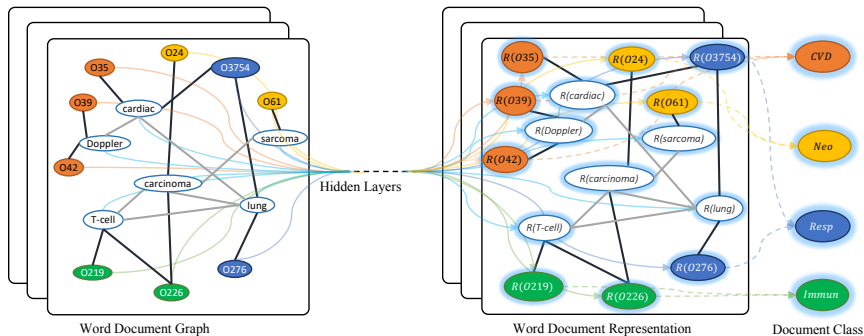 O24
O35
O3754
O39
O61
cardiac
Doppler
sarcoma
O42
carcinoma
T-cell
lung
O219
O276
O226
Word Document Graph
Hidden Layers
R(O35)
R(O24)
R(O3754)
R(O39)
R(cardiac)
R(O61)
R(Doppler)
R(sarcoma)
R(O42)
R(carcinoma)
R(T-cell)
R(lung)
R(O276)
R(O219)
R(O226)
Word Document Representation
CVD
Neo
Resp
Immun
Document Class